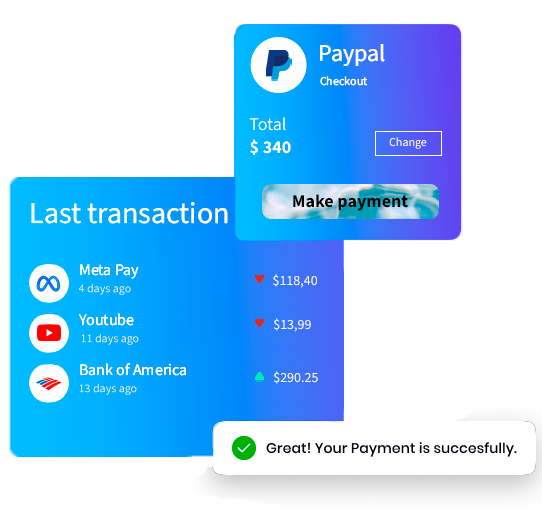 Paypal
Checkout
Total
$ 340
Change
Make payment
Last transaction
Meta Pay
4 days ago
$118,40
Youtube
11 days ago
$13,99
Bank of America
13 days ago
$290.25
Great! Your Payment is succesfully.